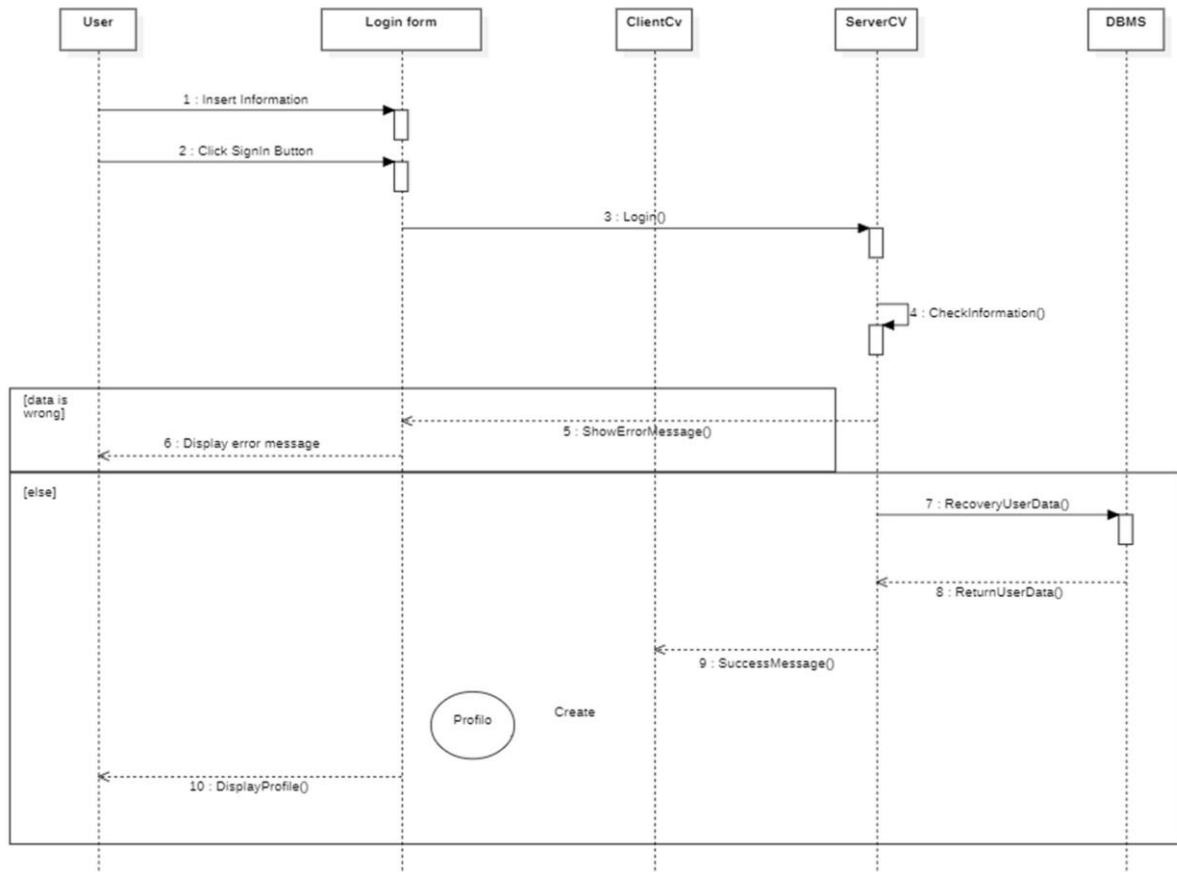 User
Login form
ClientCv
ServerCV
DBMS
1 : Insert Information
2 : Click SignIn Button
3 : Login()
4 : CheckInformation()
[data is
wrong]
5 : ShowErrorMessage()
6 : Display error message
[else]
7 : RecoveryUserData()
8 : ReturnUserData()
9 : SuccessMessage()
Profilo
Create
10 : DisplayProfile()